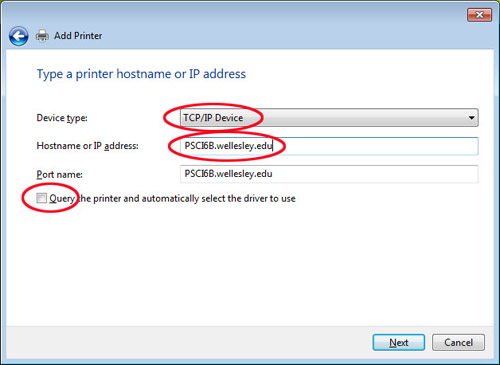 Add Printer
Type a printer hostname or IP address
Device type: TCP/IP Device
Hostname or IP address: PSCI6B.wellesley.edu
Port name: PSCI6B.wellesley.edu
Query the printer and automatically select the driver to use
Next Cancel